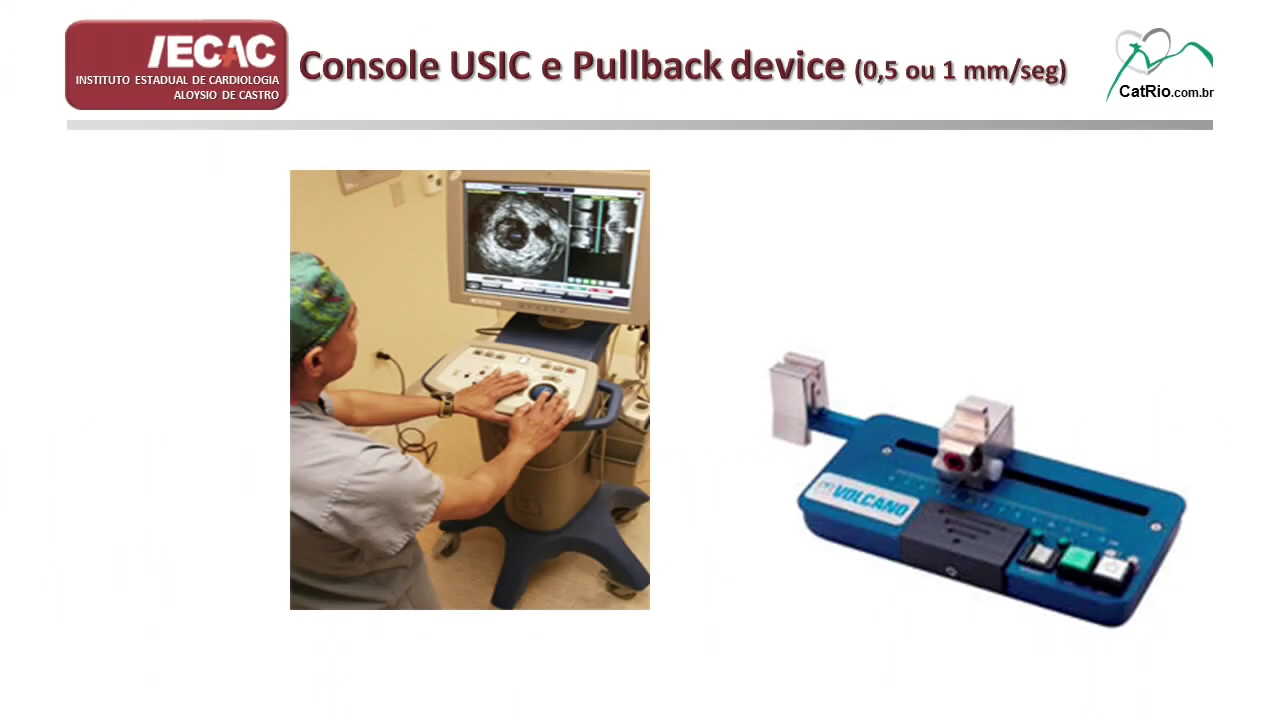 IECAC
INSTITUTO ESTADUAL DE CARDIOLOGIA
ALOYSIO DE CASTRO
Console USIC e Pullback device (0,5 ou 1 mm/seg)
CatRio.com.br
VOLCANO